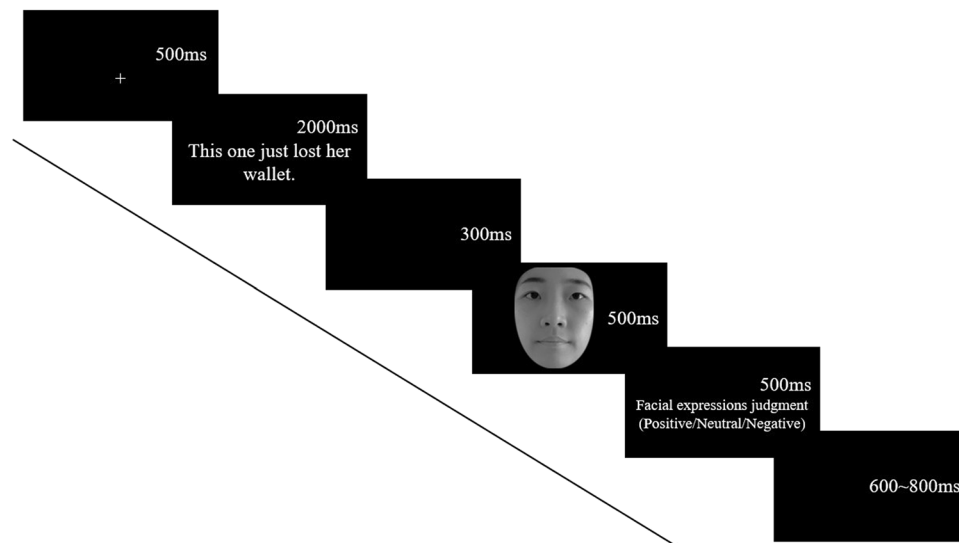 500ms
+
2000ms
This one just lost her
wallet.
300ms
500ms
500ms
Facial expressions judgment
(Positive/Neutral/Negative)
600~800ms